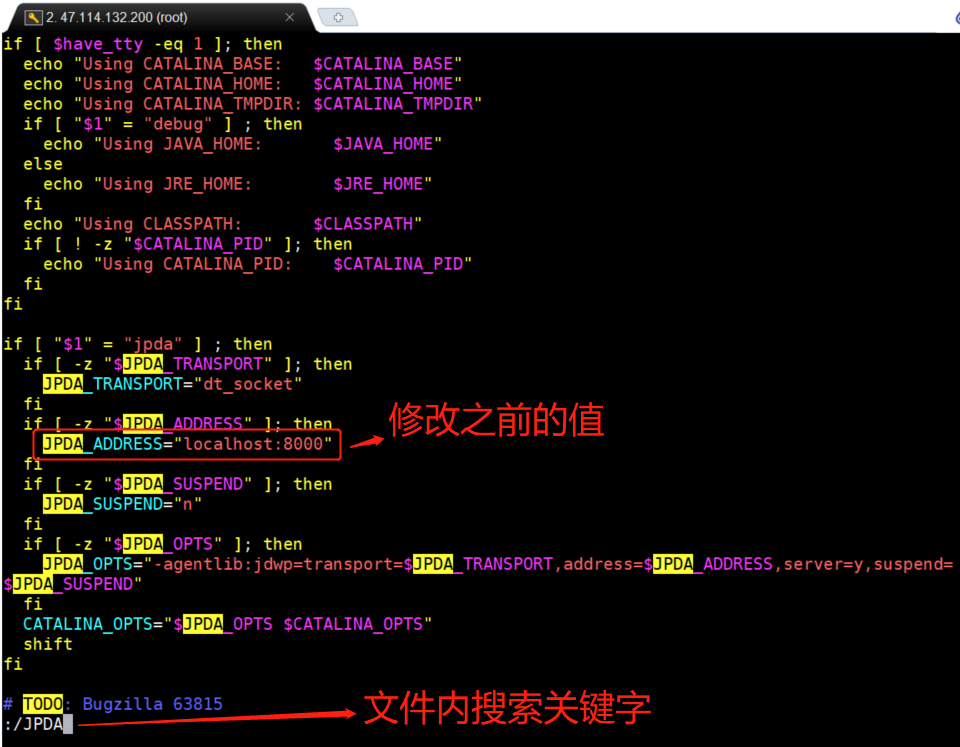 2. 47.114.132.200 (root)
if [ $have_tty -eq 1 ]; then
  echo "Using CATALINA_BASE:   $CATALINA_BASE"
  echo "Using CATALINA_HOME:   $CATALINA_HOME"
  echo "Using CATALINA_TMPDIR: $CATALINA_TMPDIR"
  if [ "$1" = "debug" ] ; then
    echo "Using JAVA_HOME:       $JAVA_HOME"
  else
    echo "Using JRE_HOME:        $JRE_HOME"
  fi
  echo "Using CLASSPATH:       $CLASSPATH"
  if [ ! -z "$CATALINA_PID" ]; then
    echo "Using CATALINA_PID:    $CATALINA_PID"
  fi
fi
if [ "$1" = "jpda" ] ; then
  if [ -z "$JPDA_TRANSPORT" ]; then
    JPDA_TRANSPORT="dt_socket"
  fi
  if [ -z "$JPDA_ADDRESS" ]; then
修改之前的值
    JPDA_ADDRESS="localhost:8000"
  fi
  if [ -z "$JPDA_SUSPEND" ]; then
    JPDA_SUSPEND="n"
  fi
  if [ -z "$JPDA_OPTS" ]; then
    JPDA_OPTS="-agentlib:jdwp=transport=$JPDA_TRANSPORT,address=$JPDA_ADDRESS,server=y,suspend=
$JPDA_SUSPEND"
  fi
  CATALINA_OPTS="$JPDA_OPTS $CATALINA_OPTS"
  shift
fi
# TODO: Bugzilla 63815
:/JPDA
文件内搜索关键字